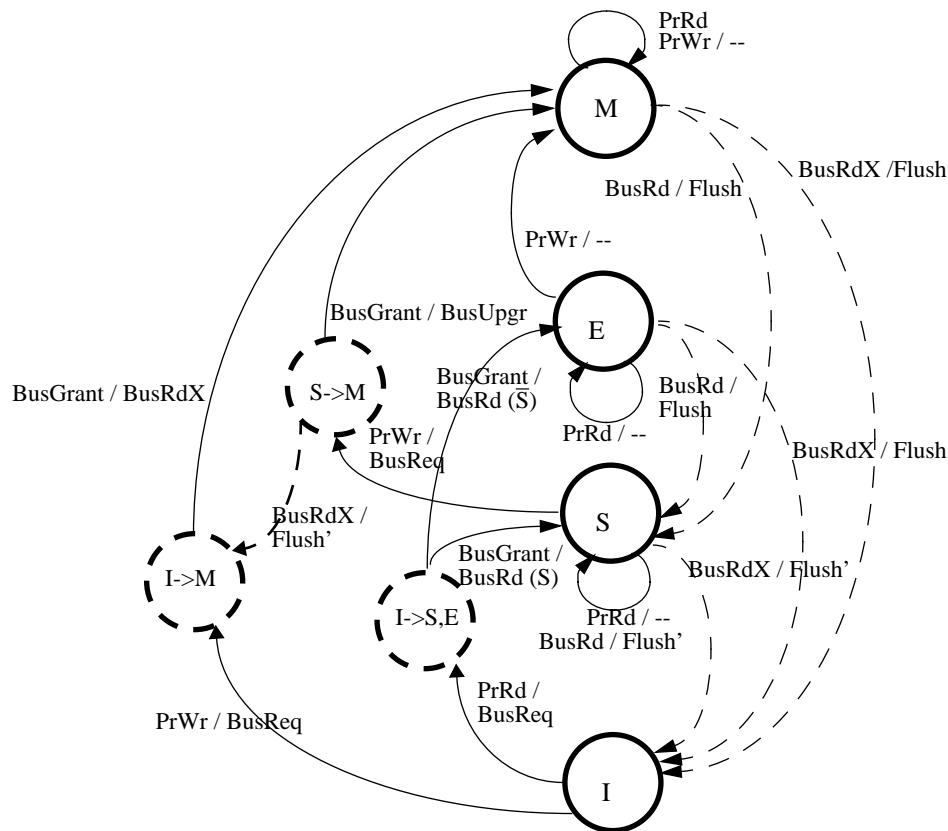 PrRd
PrWr / --
M
BusRdX /Flush
BusRd / Flush
PrWr / --
BusGrant / BusUpgr
E
BusGrant / BusRdX
S->M
BusGrant /
BusRd (S̅)
BusRd /
Flush
PrRd / --
PrWr /
BusReq
BusRdX / Flush
S
BusRdX /
Flush’
BusGrant /
BusRd (S)
BusRdX / Flush’
I->M
I->S,E
PrRd / --
BusRd / Flush’
PrRd /
BusReq
PrWr / BusReq
I